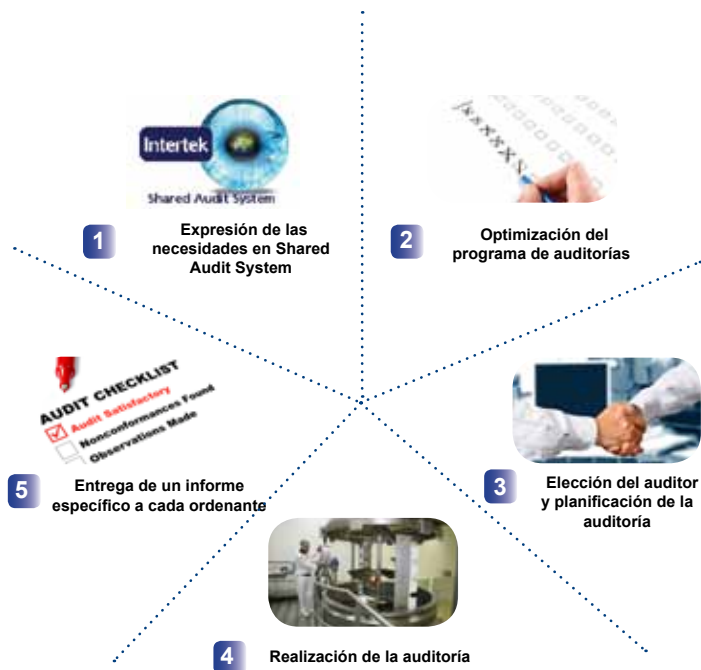 Intertek
Shared Audit System
1
Expresión de las
necesidades en Shared
Audit System
2
Optimización del
programa de auditorías
3
Elección del auditor
y planificación de la
auditoría
4
Realización de la auditoría
5
Entrega de un informe
específico a cada ordenante
AUDIT CHECKLIST
Audit Satisfactory
Nonconformances Found
Observations Made